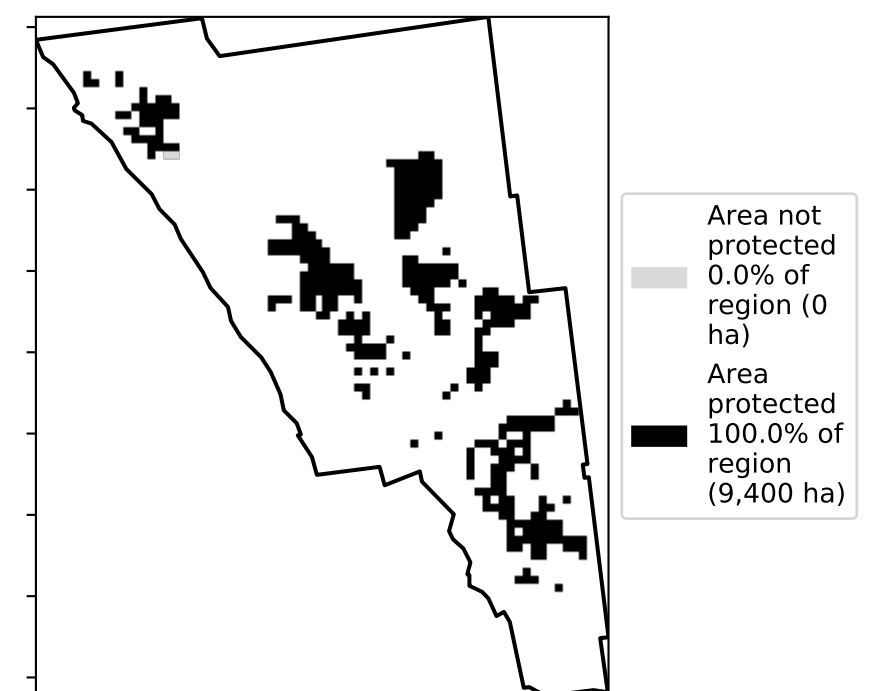 Area not
protected
0.0% of
region (0
ha)
Area
protected
100.0% of
region
(9,400 ha)